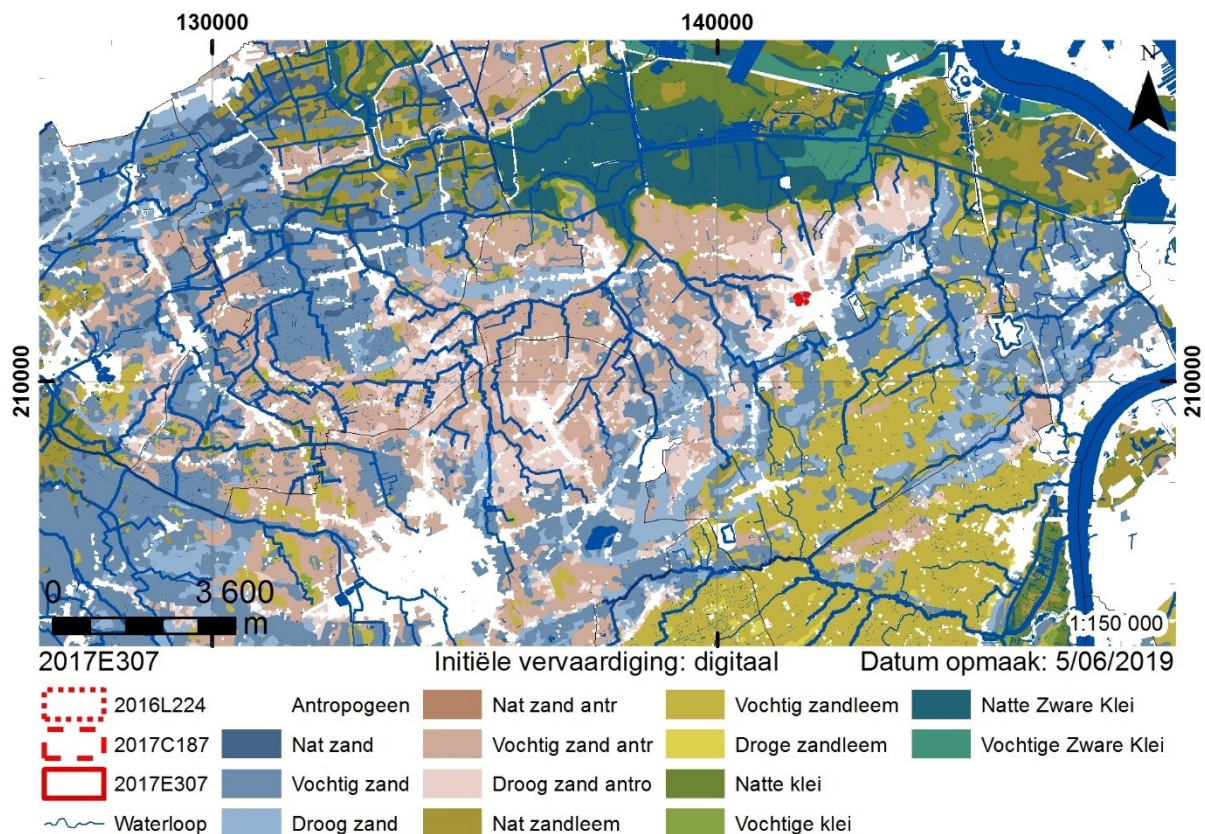 130000 140000
N
210000 210000
0 3 600
m
1:150 000
2017E307 Initiële vervaardiging: digitaal Datum opmaak: 5/06/2019
2016L224 Antropogeen Nat zand antr Vochtig zandleem Natte Zware Klei
2017C187 Nat zand Vochtig zand antr Droge zandleem Vochtige Zware Klei
2017E307 Vochtig zand Droog zand antro Natte klei
Waterloop Droog zand Nat zandleem Vochtige klei